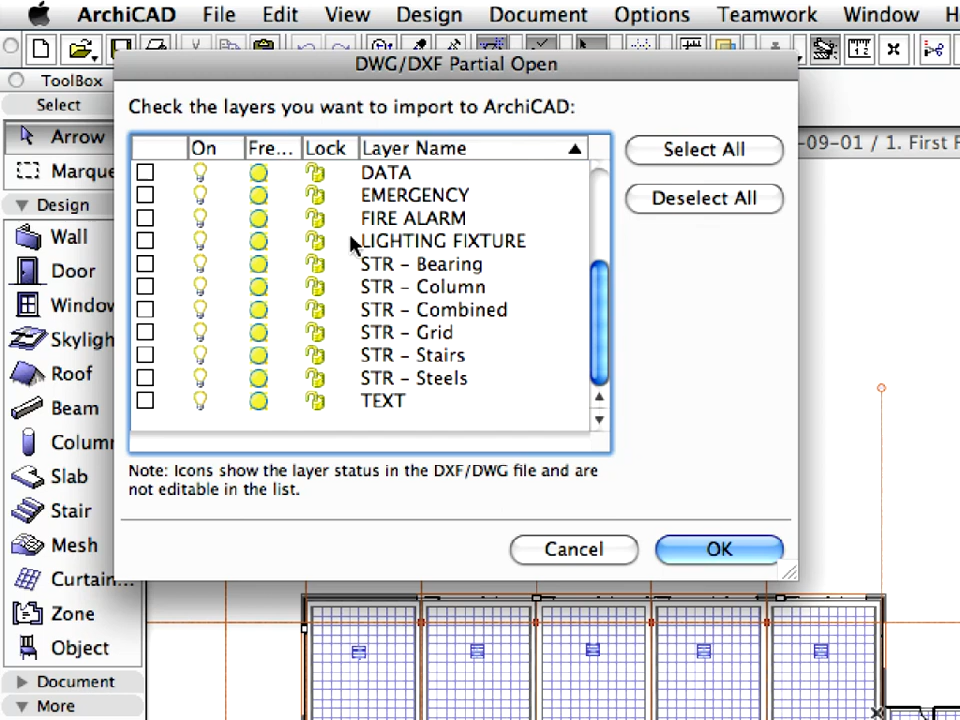 ArchiCAD File Edit View Design Document Options Teamwork Window
DWG/DXF Partial Open
ToolBox
Select
Arrow
Marque
Design
Wall
Door
Window
Skyligh
Roof
Beam
Column
Slab
Stair
Mesh
Curtain...
Zone
Object
Document
More
Check the layers you want to import to ArchiCAD:
On Fre... Lock Layer Name
DATA
EMERGENCY
FIRE ALARM
LIGHTING FIXTURE
STR - Bearing
STR - Column
STR - Combined
STR - Grid
STR - Stairs
STR - Steels
TEXT
Select All
Deselect All
Note: Icons show the layer status in the DXF/DWG file and are
not editable in the list.
Cancel OK
-09-01 / 1. First F